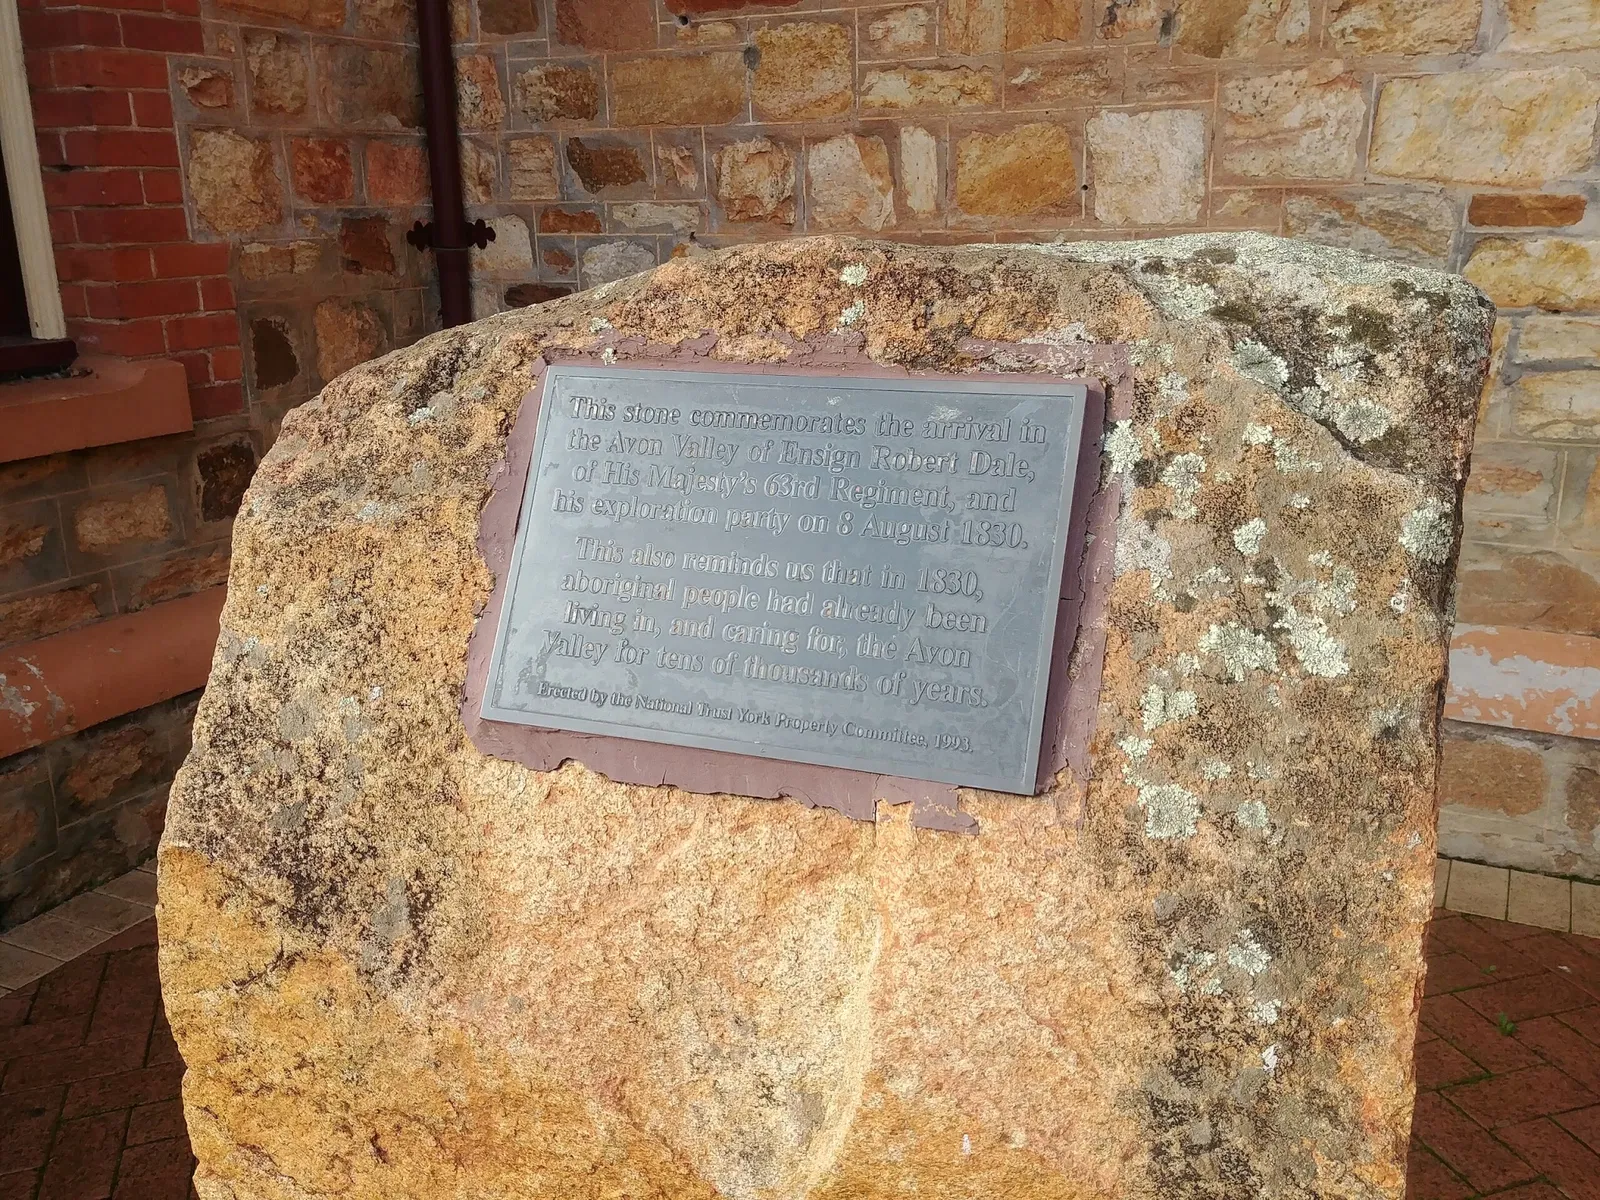 This stone commemorates the arrival in
the Avon Valley of Ensign Robert Dale,
of His Majesty's 63rd Regiment, and
his exploration party on 8 August 1830.
This also reminds us that in 1830,
aboriginal people had already been
living in, and caring for, the Avon
Valley for tens of thousands of years.
Erected by the National Trust York Property Committee, 1993.